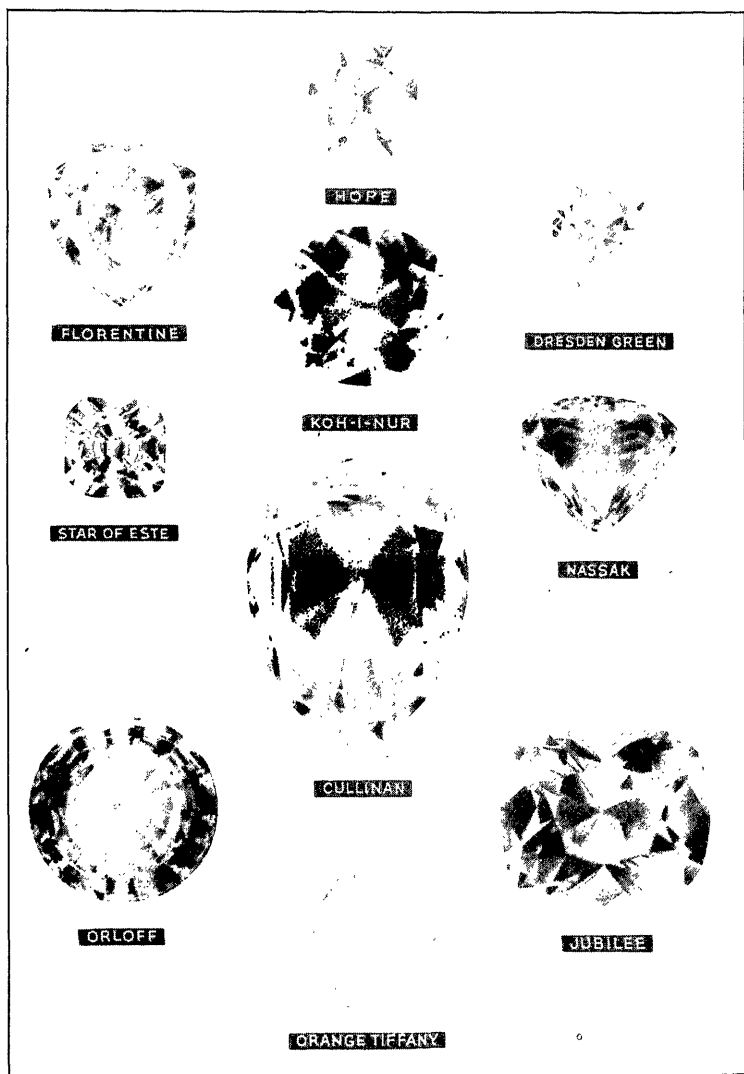 HOPE
FLORENTINE
DRESDEN GREEN
KOH-I-NUR
STAR OF ESTE
NASSAK
CULLINAN
ORLOFF
JUBILEE
ORANGE TIFFANY